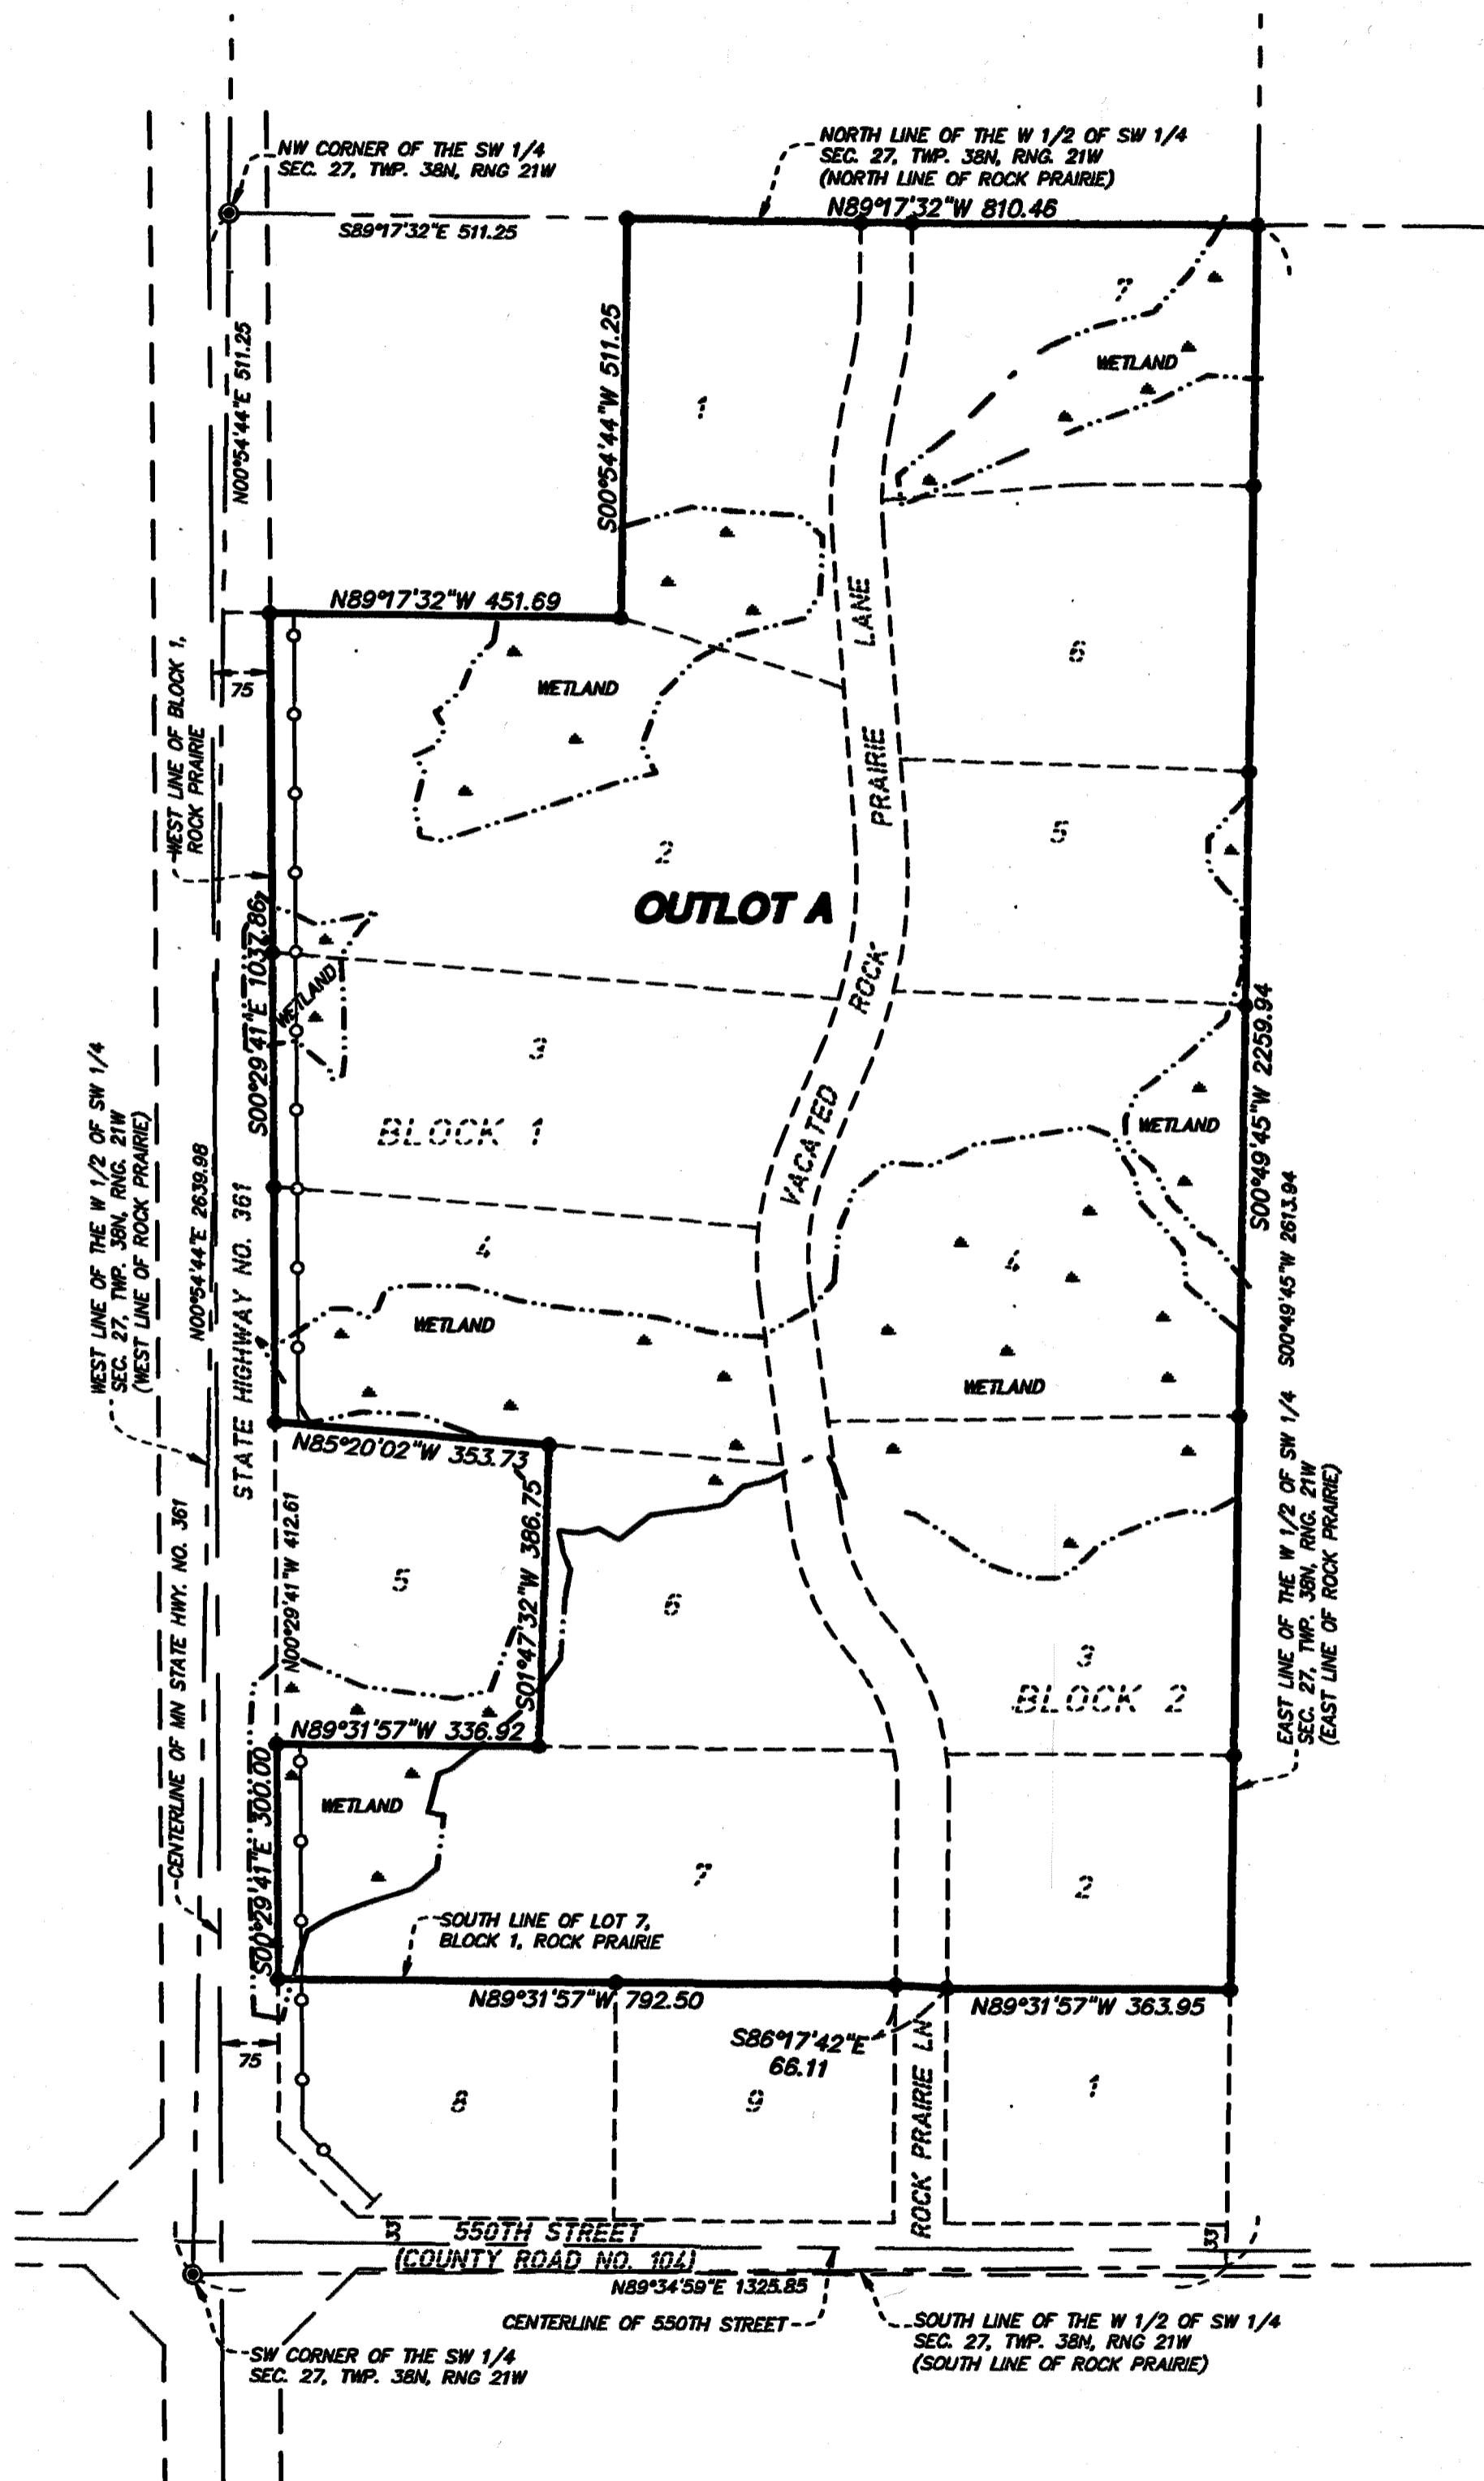 NW CORNER OF THE SW 1/4
SEC. 27, TWP. 38N, RNG 21W
NORTH LINE OF THE W 1/2 OF SW 1/4
SEC. 27, TWP. 38N, RNG. 21W
(NORTH LINE OF ROCK PRAIRIE)
N89°17'32"W 810.46
S89°17'32"E 511.25
N00°54'44"E 511.25
S00°54'44"W 511.25
7
WETLAND
1
N89°17'32"W 451.69
75
WEST LINE OF BLOCK 1,
ROCK PRAIRIE
WETLAND
2
OUTLOT A
6
5
VACATED ROCK PRAIRIE LANE
S00°29'41"E 1037.86
WETLAND
3
BLOCK 1
WETLAND
S00°49'45"W 2259.94
WEST LINE OF THE W 1/2 OF SW 1/4
SEC. 27, TWP. 38N, RNG. 21W
(WEST LINE OF ROCK PRAIRIE)
N00°54'44"E 2639.98
STATE HIGHWAY NO. 361
4
WETLAND
4
WETLAND
EAST LINE OF THE W 1/2 OF SW 1/4 S00°49'45"W 2613.94
SEC. 27, TWP. 38N, RNG. 21W
(EAST LINE OF ROCK PRAIRIE)
N85°20'02"W 353.73
CENTERLINE OF MN STATE HWY. NO. 361
N00°29'41"W 412.61
5
S01°47'32"W 386.75
6
3
BLOCK 2
N89°31'57"W 336.92
S00°29'41"E 300.00
WETLAND
7
2
SOUTH LINE OF LOT 7,
BLOCK 1, ROCK PRAIRIE
N89°31'57"W 792.50
N89°31'57"W 363.95
S86°17'42"E
66.11
75
8
9
ROCK PRAIRIE LN
1
33
550TH STREET
(COUNTY ROAD NO. 104)
33
N89°34'59"E 1325.85
CENTERLINE OF 550TH STREET
SOUTH LINE OF THE W 1/2 OF SW 1/4
SEC. 27, TWP. 38N, RNG 21W
(SOUTH LINE OF ROCK PRAIRIE)
SW CORNER OF THE SW 1/4
SEC. 27, TWP. 38N, RNG 21W